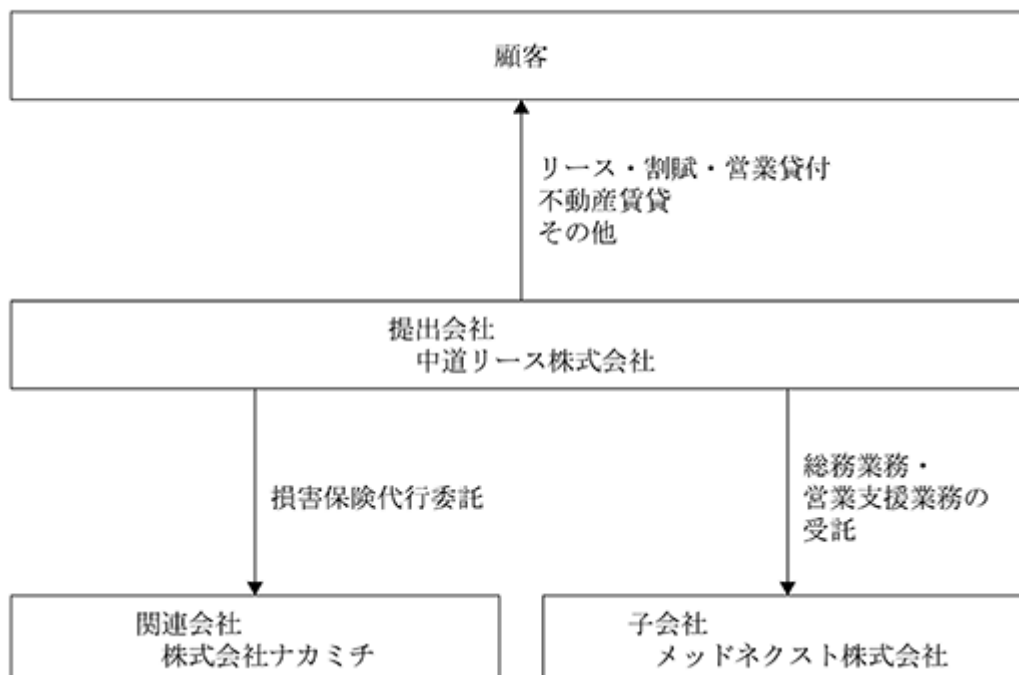 顧客
リース・割賦・営業貸付
不動産賃貸
その他
提出会社
中道リース株式会社
損害保険代行委託
総務業務・
営業支援業務の
受託
関連会社
株式会社ナカミチ
子会社
メッドネクスト株式会社